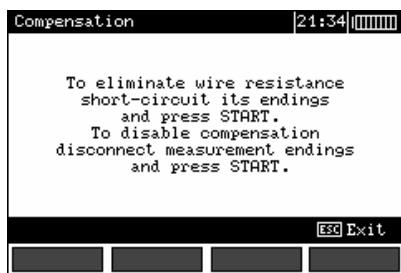 Compensation 21:34
To eliminate wire resistance
short-circuit its endings
and press START.
To disable compensation
disconnect measurement endings
and press START.
ESC Exit